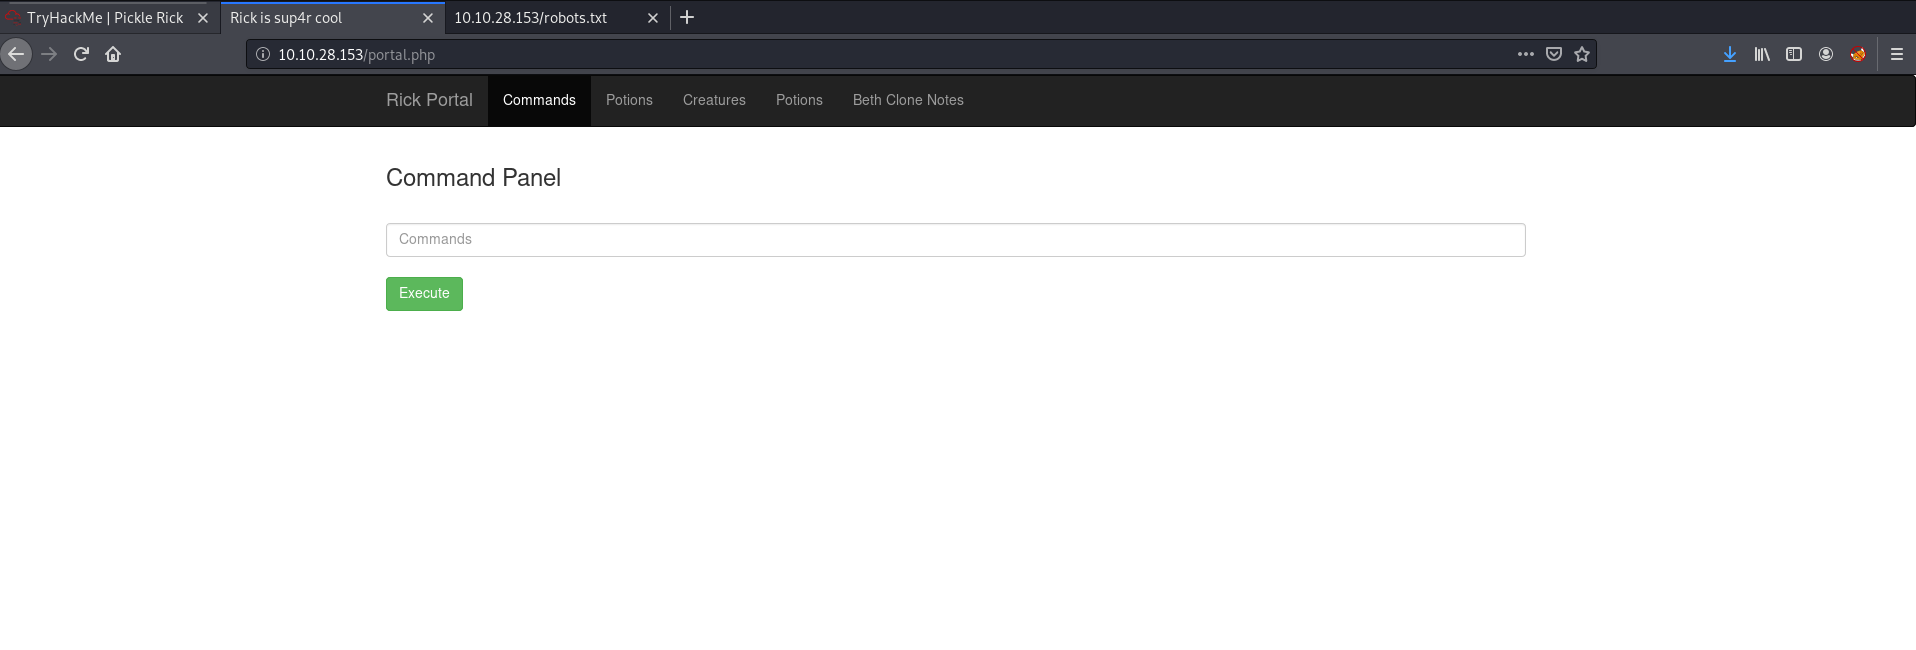 TryHackMe | Pickle Rick
Rick is sup4r cool
10.10.28.153/robots.txt
10.10.28.153/portal.php
Rick Portal Commands Potions Creatures Potions Beth Clone Notes
Command Panel
Commands
Execute